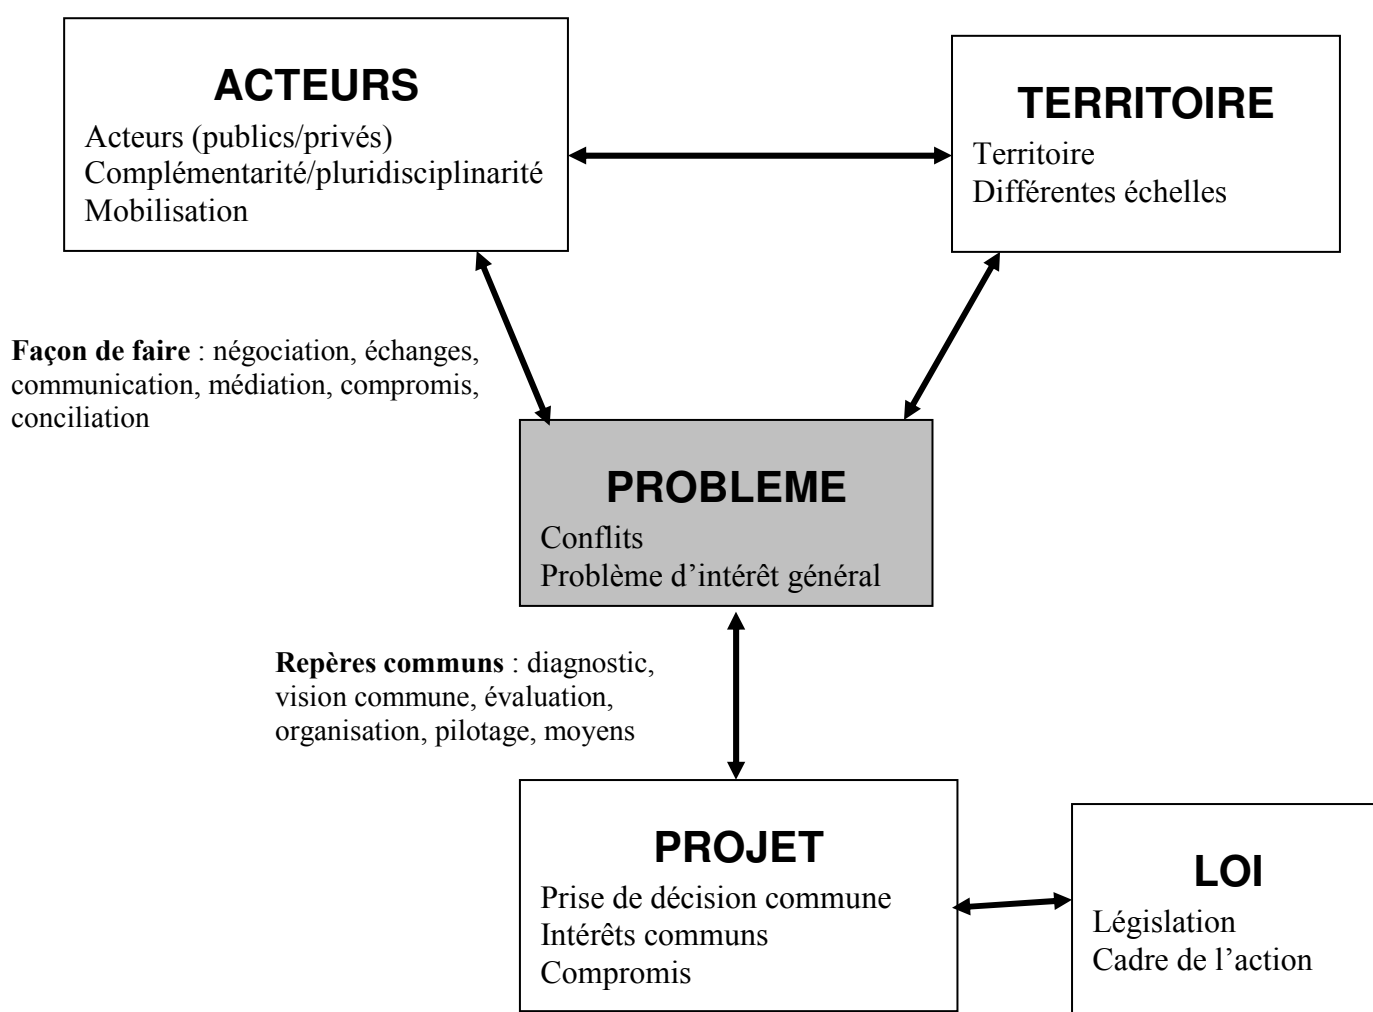 ACTEURS
Acteurs (publics/privés)
Complémentarité/pluridisciplinarité
Mobilisation
TERRITOIRE
Territoire
Différentes échelles
Façon de faire : négociation, échanges,
communication, médiation, compromis,
conciliation
PROBLEME
Conflits
Problème d’intérêt général
Repères communs : diagnostic,
vision commune, évaluation,
organisation, pilotage, moyens
PROJET
Prise de décision commune
Intérêts communs
Compromis
LOI
Législation
Cadre de l’action